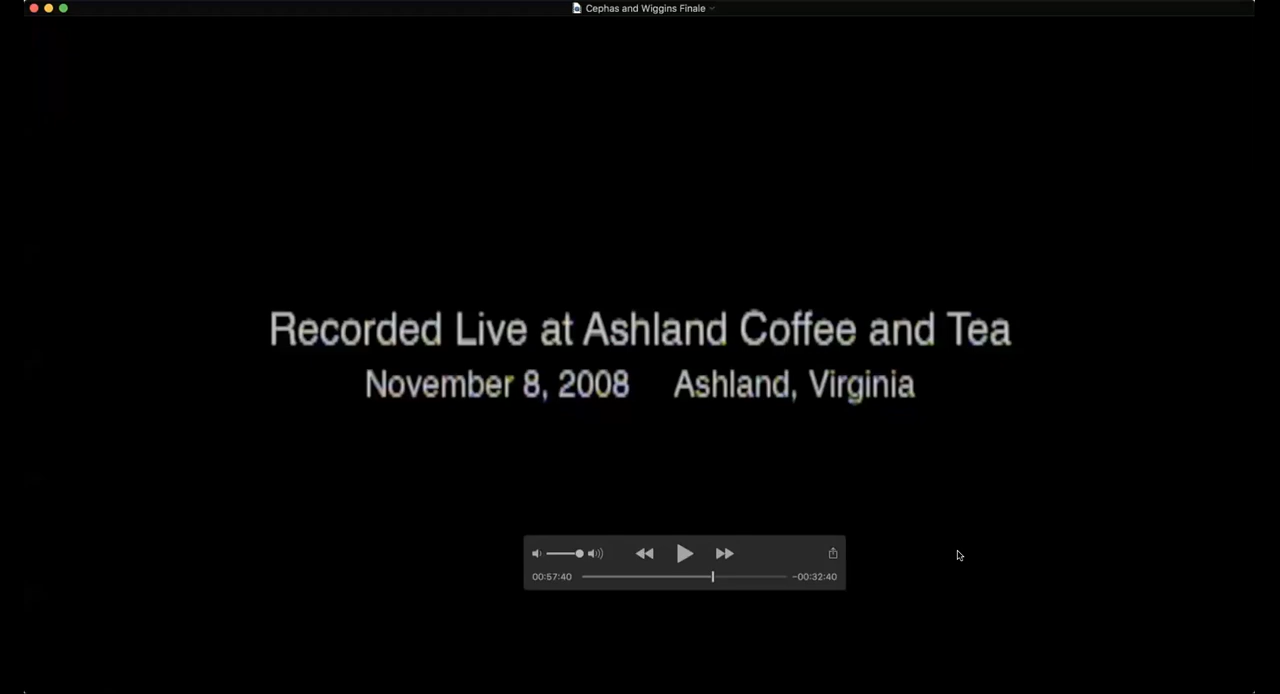 Cephas and Wiggins Finale
Recorded Live at Ashland Coffee and Tea
November 8, 2008 Ashland, Virginia
00:57:40 -00:32:40